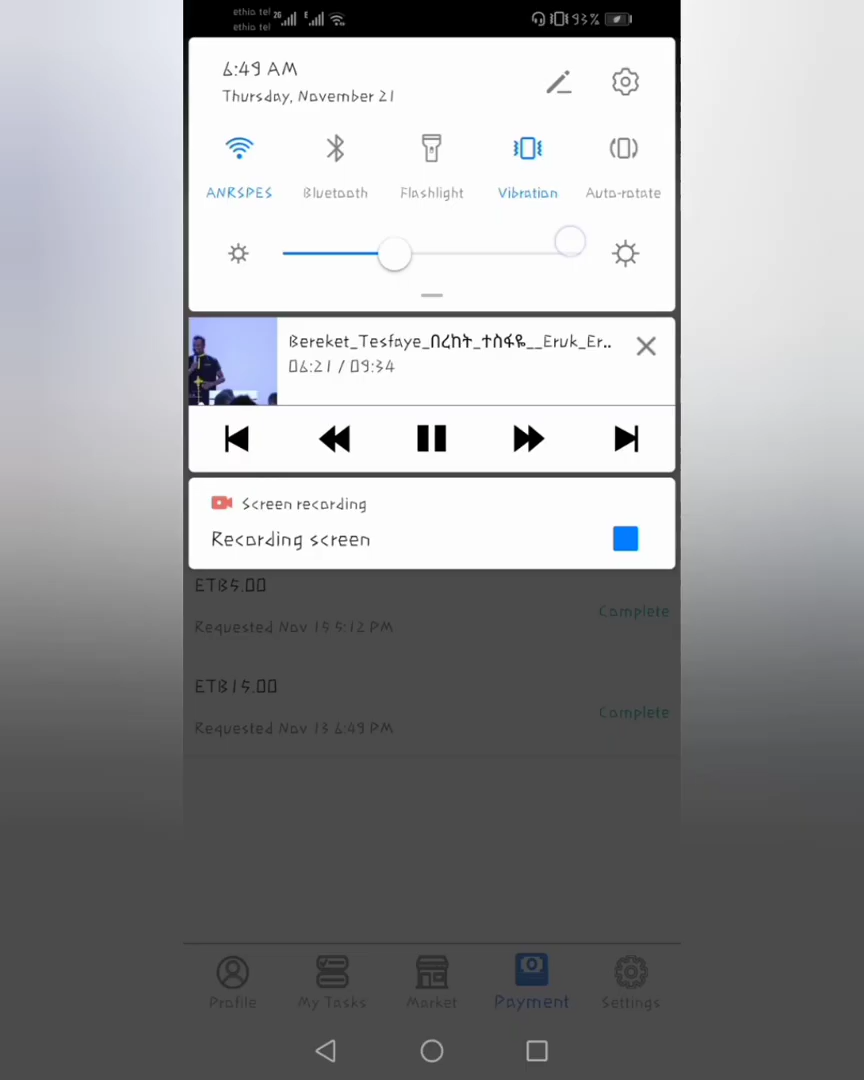 ethio tel 2G E 93%
ethio tel
6:49 AM
Thursday, November 21
ANRSPES Bluetooth Flashlight Vibration Auto-rotate
Bereket_Tesfaye_በረከት_ተስፋዬ__Eruk_Er..
06:21 / 09:34
Screen recording
Recording screen
ETB5.00
Complete
Requested Nov 15 5:12 PM
ETB15.00
Complete
Requested Nov 13 6:49 PM
Profile My Tasks Market Payment Settings